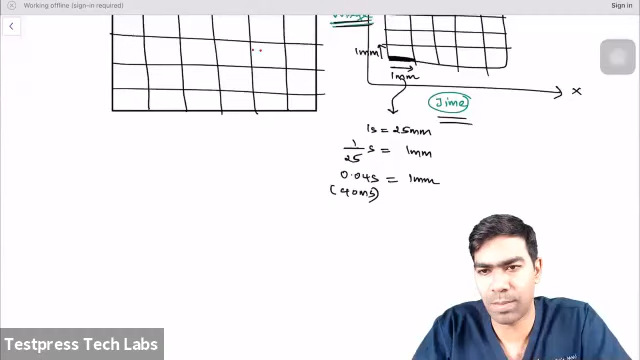 Working offline (sign-in required)
Sign in
1mm
1mm
X
Time
1s = 25mm
1/25 s = 1mm
0.04s = 1mm
(40ms)
Testpress Tech Labs